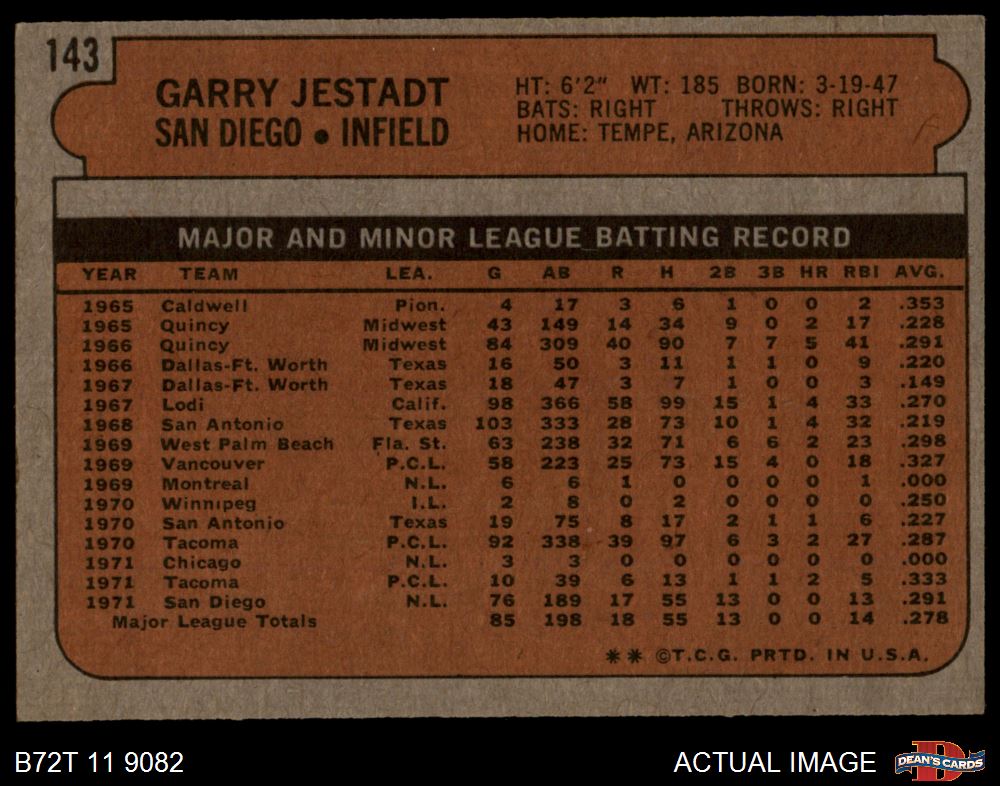 143
GARRY JESTADT
SAN DIEGO • INFIELD
HT: 6'2" WT: 185 BORN: 3-19-47
BATS: RIGHT THROWS: RIGHT
HOME: TEMPE, ARIZONA
MAJOR AND MINOR LEAGUE BATTING RECORD
YEAR TEAM LEA. G AB R H 2B 3B HR RBI AVG.
1965 Caldwell Pion. 4 17 3 6 1 0 0 2 .353
1965 Quincy Midwest 43 149 14 34 9 0 2 17 .228
1966 Quincy Midwest 84 309 40 90 7 7 5 41 .291
1966 Dallas-Ft. Worth Texas 16 50 3 11 1 1 0 9 .220
1967 Dallas-Ft. Worth Texas 18 47 3 7 1 0 0 3 .149
1967 Lodi Calif. 98 366 58 99 15 1 4 33 .270
1968 San Antonio Texas 103 333 28 73 10 1 4 32 .219
1969 West Palm Beach Fla. St. 63 238 32 71 6 6 2 23 .298
1969 Vancouver P.C.L. 58 223 25 73 15 4 0 18 .327
1969 Montreal N.L. 6 6 1 0 0 0 0 1 .000
1970 Winnipeg I.L. 2 8 0 2 0 0 0 0 .250
1970 San Antonio Texas 19 75 8 17 2 1 1 6 .227
1970 Tacoma P.C.L. 92 338 39 97 6 3 2 27 .287
1971 Chicago N.L. 3 3 0 0 0 0 0 0 .000
1971 Tacoma P.C.L. 10 39 6 13 1 1 2 5 .333
1971 San Diego N.L. 76 189 17 55 13 0 0 13 .291
Major League Totals 85 198 18 55 13 0 0 14 .278
** ©T.C.G. PRTD. IN U.S.A.
B72T 11 9082 ACTUAL IMAGE
D
DEAN'S CARDS